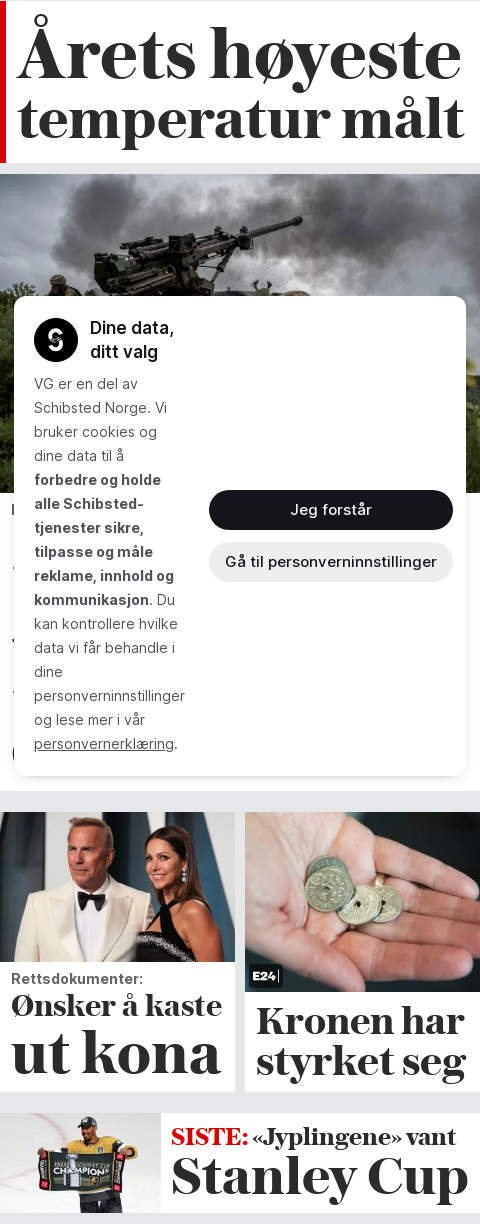 Årets høyeste
temperatur målt
Dine data,
ditt valg
VG er en del av
Schibsted Norge. Vi
bruker cookies og
dine data til å
forbedre og holde
alle Schibsted-
tjenester sikre,
tilpasse og måle
reklame, innhold og
kommunikasjon. Du
kan kontrollere hvilke
data vi får behandle i
dine
personverninnstillinger
og lese mer i vår
personvernerklæring.
Jeg forstår
Gå til personverninnstillinger
Rettsdokumenter:
Ønsker å kaste
ut kona
E24
Kronen har
styrket seg
CHAMPIONS
SISTE: «Jyplingene» vant
Stanley Cup